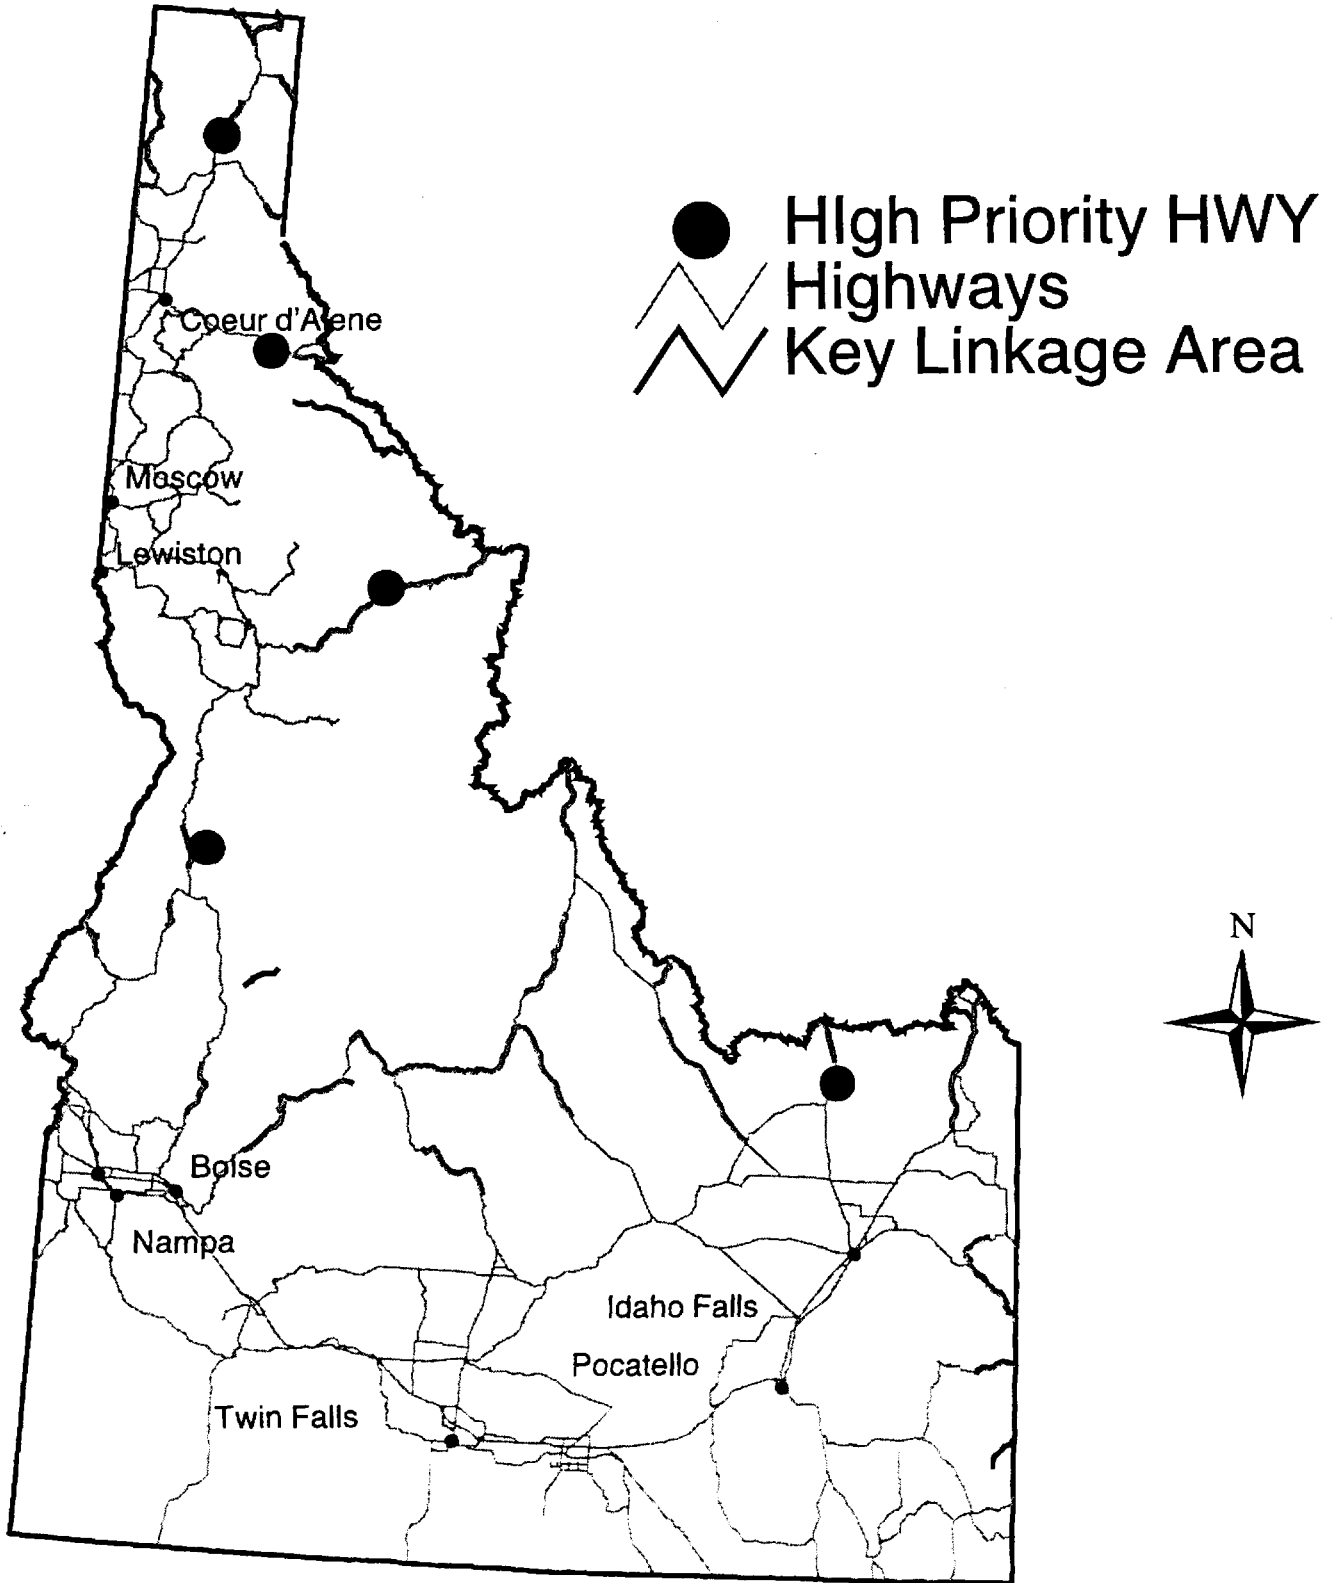 HIgh Priority HWY
Highways
Key Linkage Area
Coeur d'Alene
Moscow
Lewiston
N
Boise
Nampa
Idaho Falls
Pocatello
Twin Falls